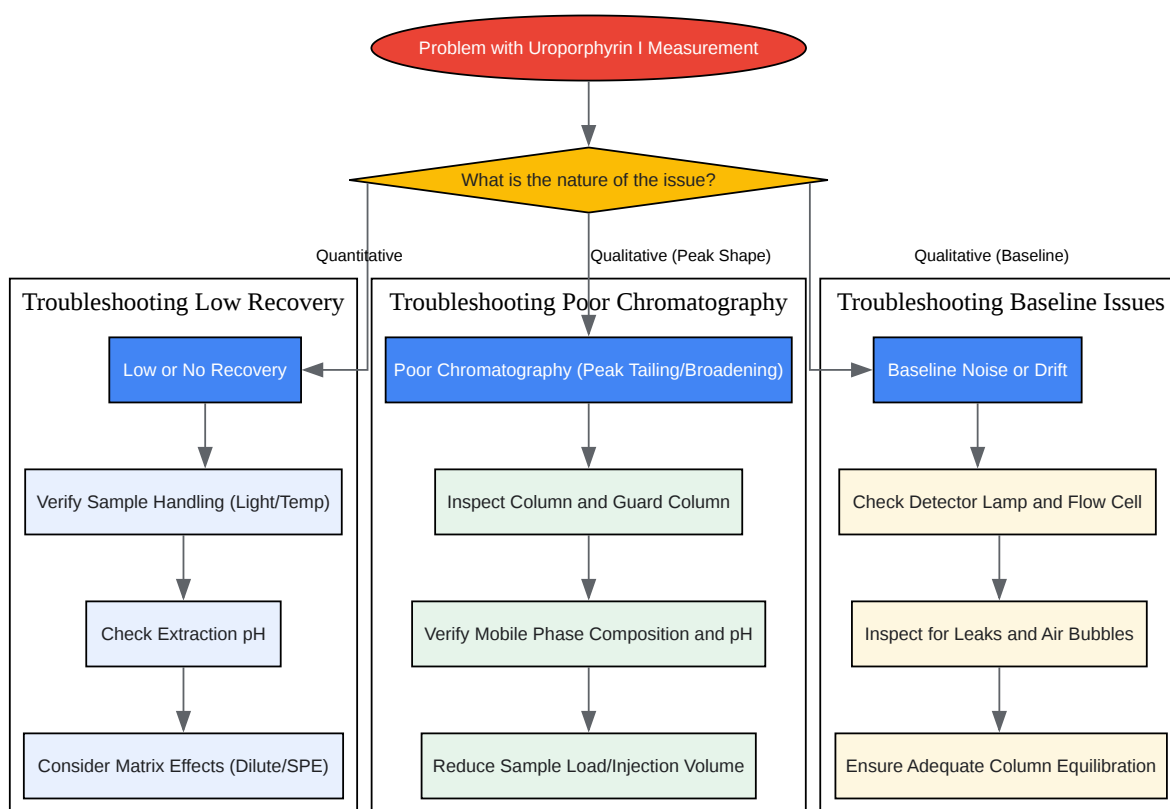 Problem with Uroporphyrin I Measurement
What is the nature of the issue?
Quantitative
Qualitative (Peak Shape)
Qualitative (Baseline)
Troubleshooting Low Recovery
Low or No Recovery
Verify Sample Handling (Light/Temp)
Check Extraction pH
Consider Matrix Effects (Dilute/SPE)
Troubleshooting Poor Chromatography
Poor Chromatography (Peak Tailing/Broadening)
Inspect Column and Guard Column
Verify Mobile Phase Composition and pH
Reduce Sample Load/Injection Volume
Troubleshooting Baseline Issues
Baseline Noise or Drift
Check Detector Lamp and Flow Cell
Inspect for Leaks and Air Bubbles
Ensure Adequate Column Equilibration